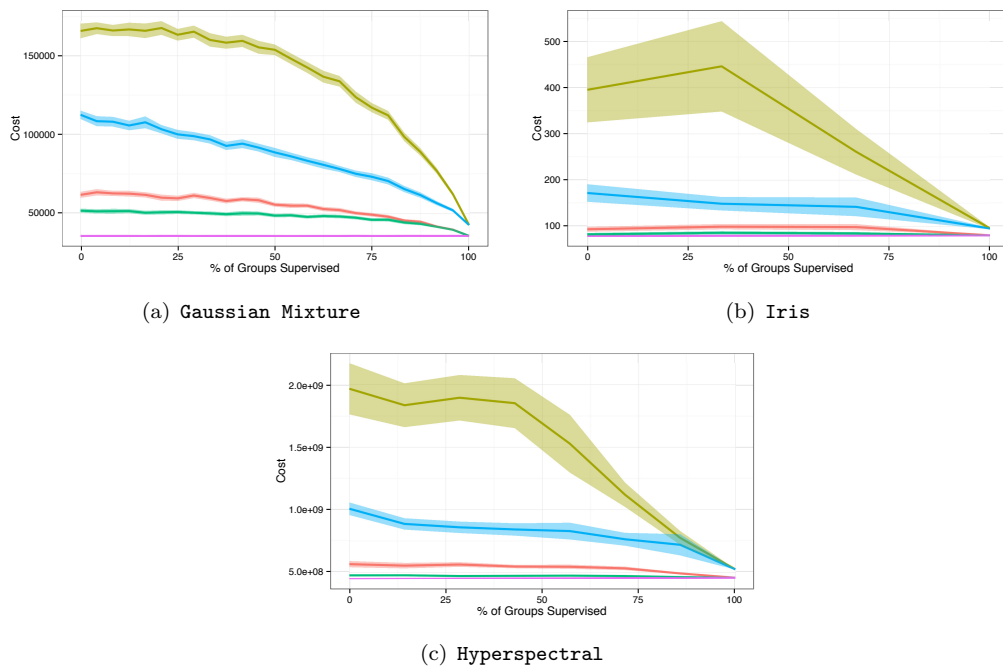 150000
100000
50000
Cost
0
25
50
75
100
% of Groups Supervised
(a) Gaussian Mixture
500
400
300
200
100
Cost
0
25
50
75
100
% of Groups Supervised
(b) Iris
2.0e+09
1.5e+09
1.0e+09
5.0e+08
Cost
0
25
50
75
100
% of Groups Supervised
(c) Hyperspectral